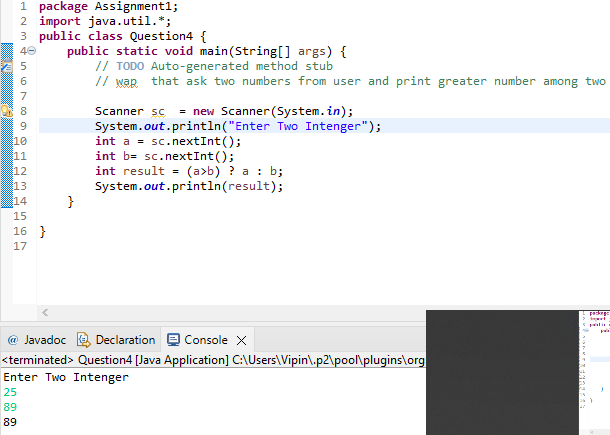 1 package Assignment1;
2 import java.util.*;
3 public class Question4 {
4 public static void main(String[] args) {
5 // TODO Auto-generated method stub
6 // wap that ask two numbers from user and print greater number among two
7
8 Scanner sc = new Scanner(System.in);
9 System.out.println("Enter Two Intenger");
10 int a = sc.nextInt();
11 int b= sc.nextInt();
12 int result = (a>b) ? a : b;
13 System.out.println(result);
14 }
15
16 }
17
@ Javadoc Declaration Console
<terminated> Question4 [Java Application] C:\Users\Vipin\.p2\pool\plugins\org
Enter Two Intenger
25
89
89